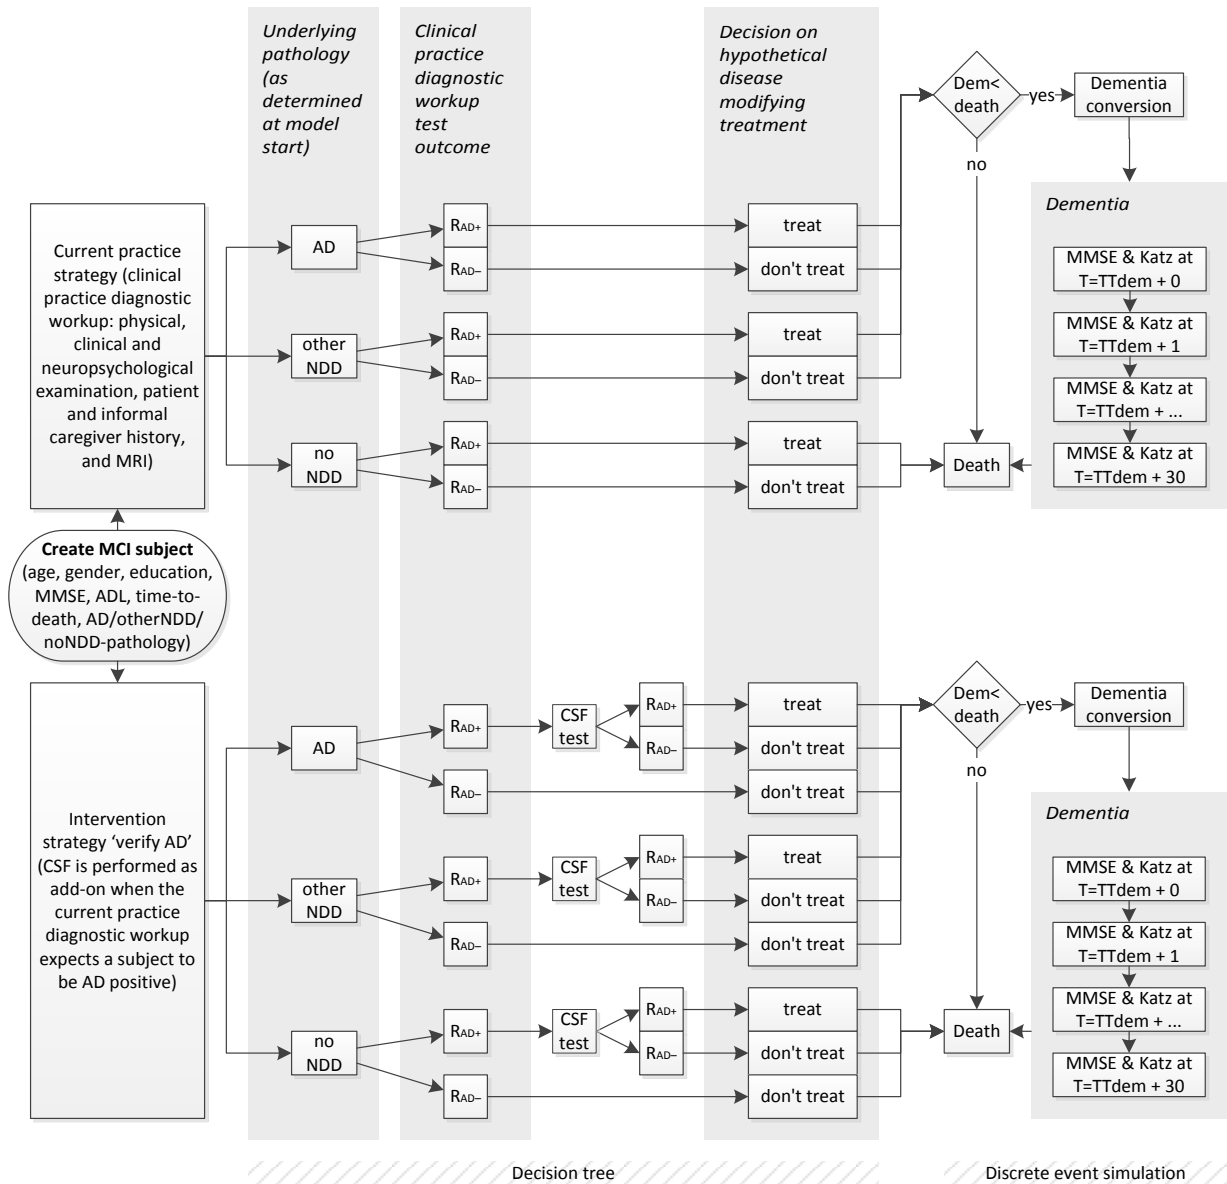 Underlying
pathology
(as
determined
at model
start)
Clinical
practice
diagnostic
workup
test
outcome
Decision on
hypothetical
disease
modifying
treatment
Dem<
death
yes
Dementia
conversion
no
Current practice
strategy (clinical
practice diagnostic
workup: physical,
clinical and
neuropsychological
examination, patient
and informal
caregiver history,
and MRI)
AD
RAD+
RAD–
treat
don't treat
other
NDD
RAD+
RAD–
treat
don't treat
no
NDD
RAD+
RAD–
treat
don't treat
Death
Dementia
MMSE & Katz at
T=TTdem + 0
MMSE & Katz at
T=TTdem + 1
MMSE & Katz at
T=TTdem + ...
MMSE & Katz at
T=TTdem + 30
Create MCI subject
(age, gender, education,
MMSE, ADL, time-to-
death, AD/otherNDD/
noNDD-pathology)
Intervention
strategy ‘verify AD’
(CSF is performed as
add-on when the
current practice
diagnostic workup
expects a subject to
be AD positive)
AD
RAD+
CSF
test
RAD+
RAD–
RAD–
treat
don't treat
don't treat
other
NDD
RAD+
CSF
test
RAD+
RAD–
RAD–
treat
don't treat
don't treat
no
NDD
RAD+
CSF
test
RAD+
RAD–
RAD–
treat
don't treat
don't treat
Dem<
death
yes
Dementia
conversion
no
Death
Dementia
MMSE & Katz at
T=TTdem + 0
MMSE & Katz at
T=TTdem + 1
MMSE & Katz at
T=TTdem + ...
MMSE & Katz at
T=TTdem + 30
Decision tree
Discrete event simulation